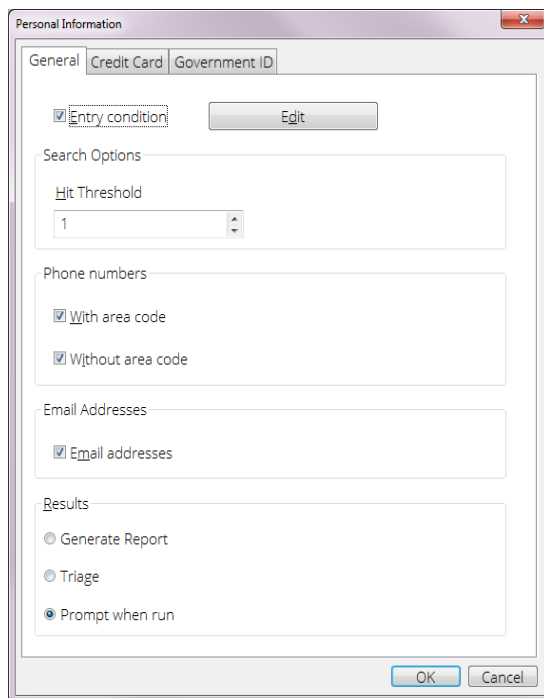 Personal Information
General Credit Card Government ID
Entry condition Edit
Search Options
Hit Threshold
1
Phone numbers
With area code
Without area code
Email Addresses
Email addresses
Results
Generate Report
Triage
Prompt when run
OK Cancel